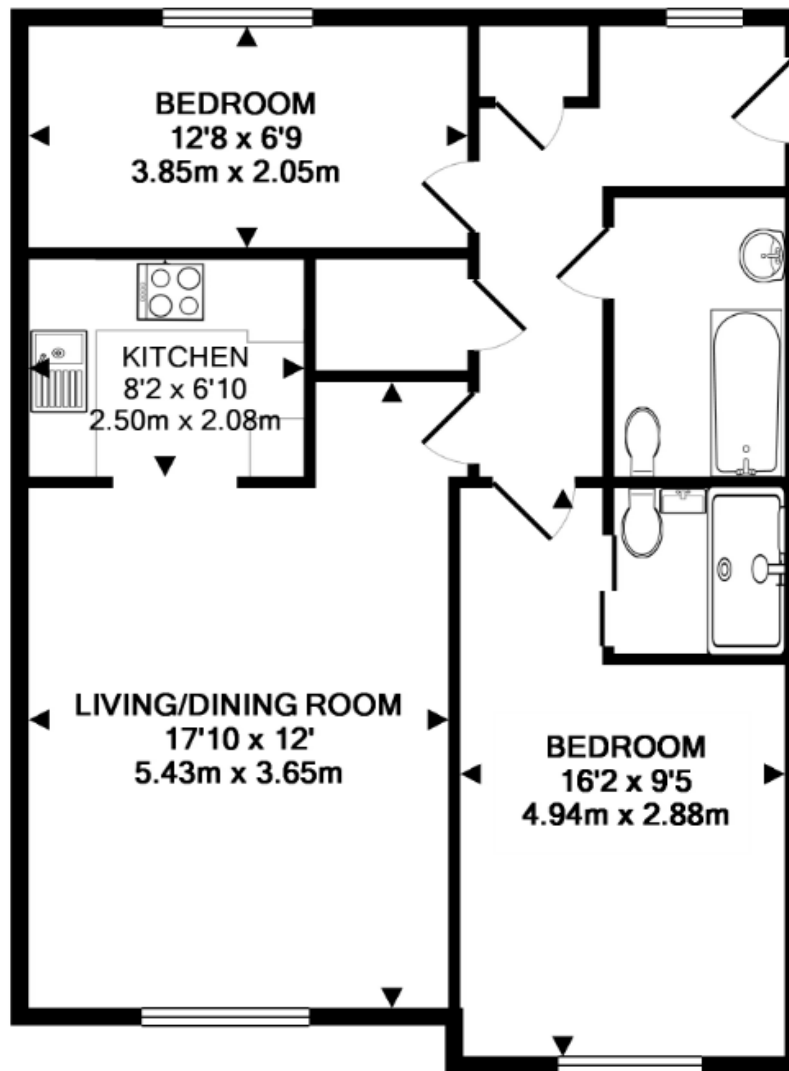 BEDROOM
12'8 x 6'9
3.85m x 2.05m
KITCHEN
8'2 x 6'10
2.50m x 2.08m
LIVING/DINING ROOM
17'10 x 12'
5.43m x 3.65m
BEDROOM
16'2 x 9'5
4.94m x 2.88m